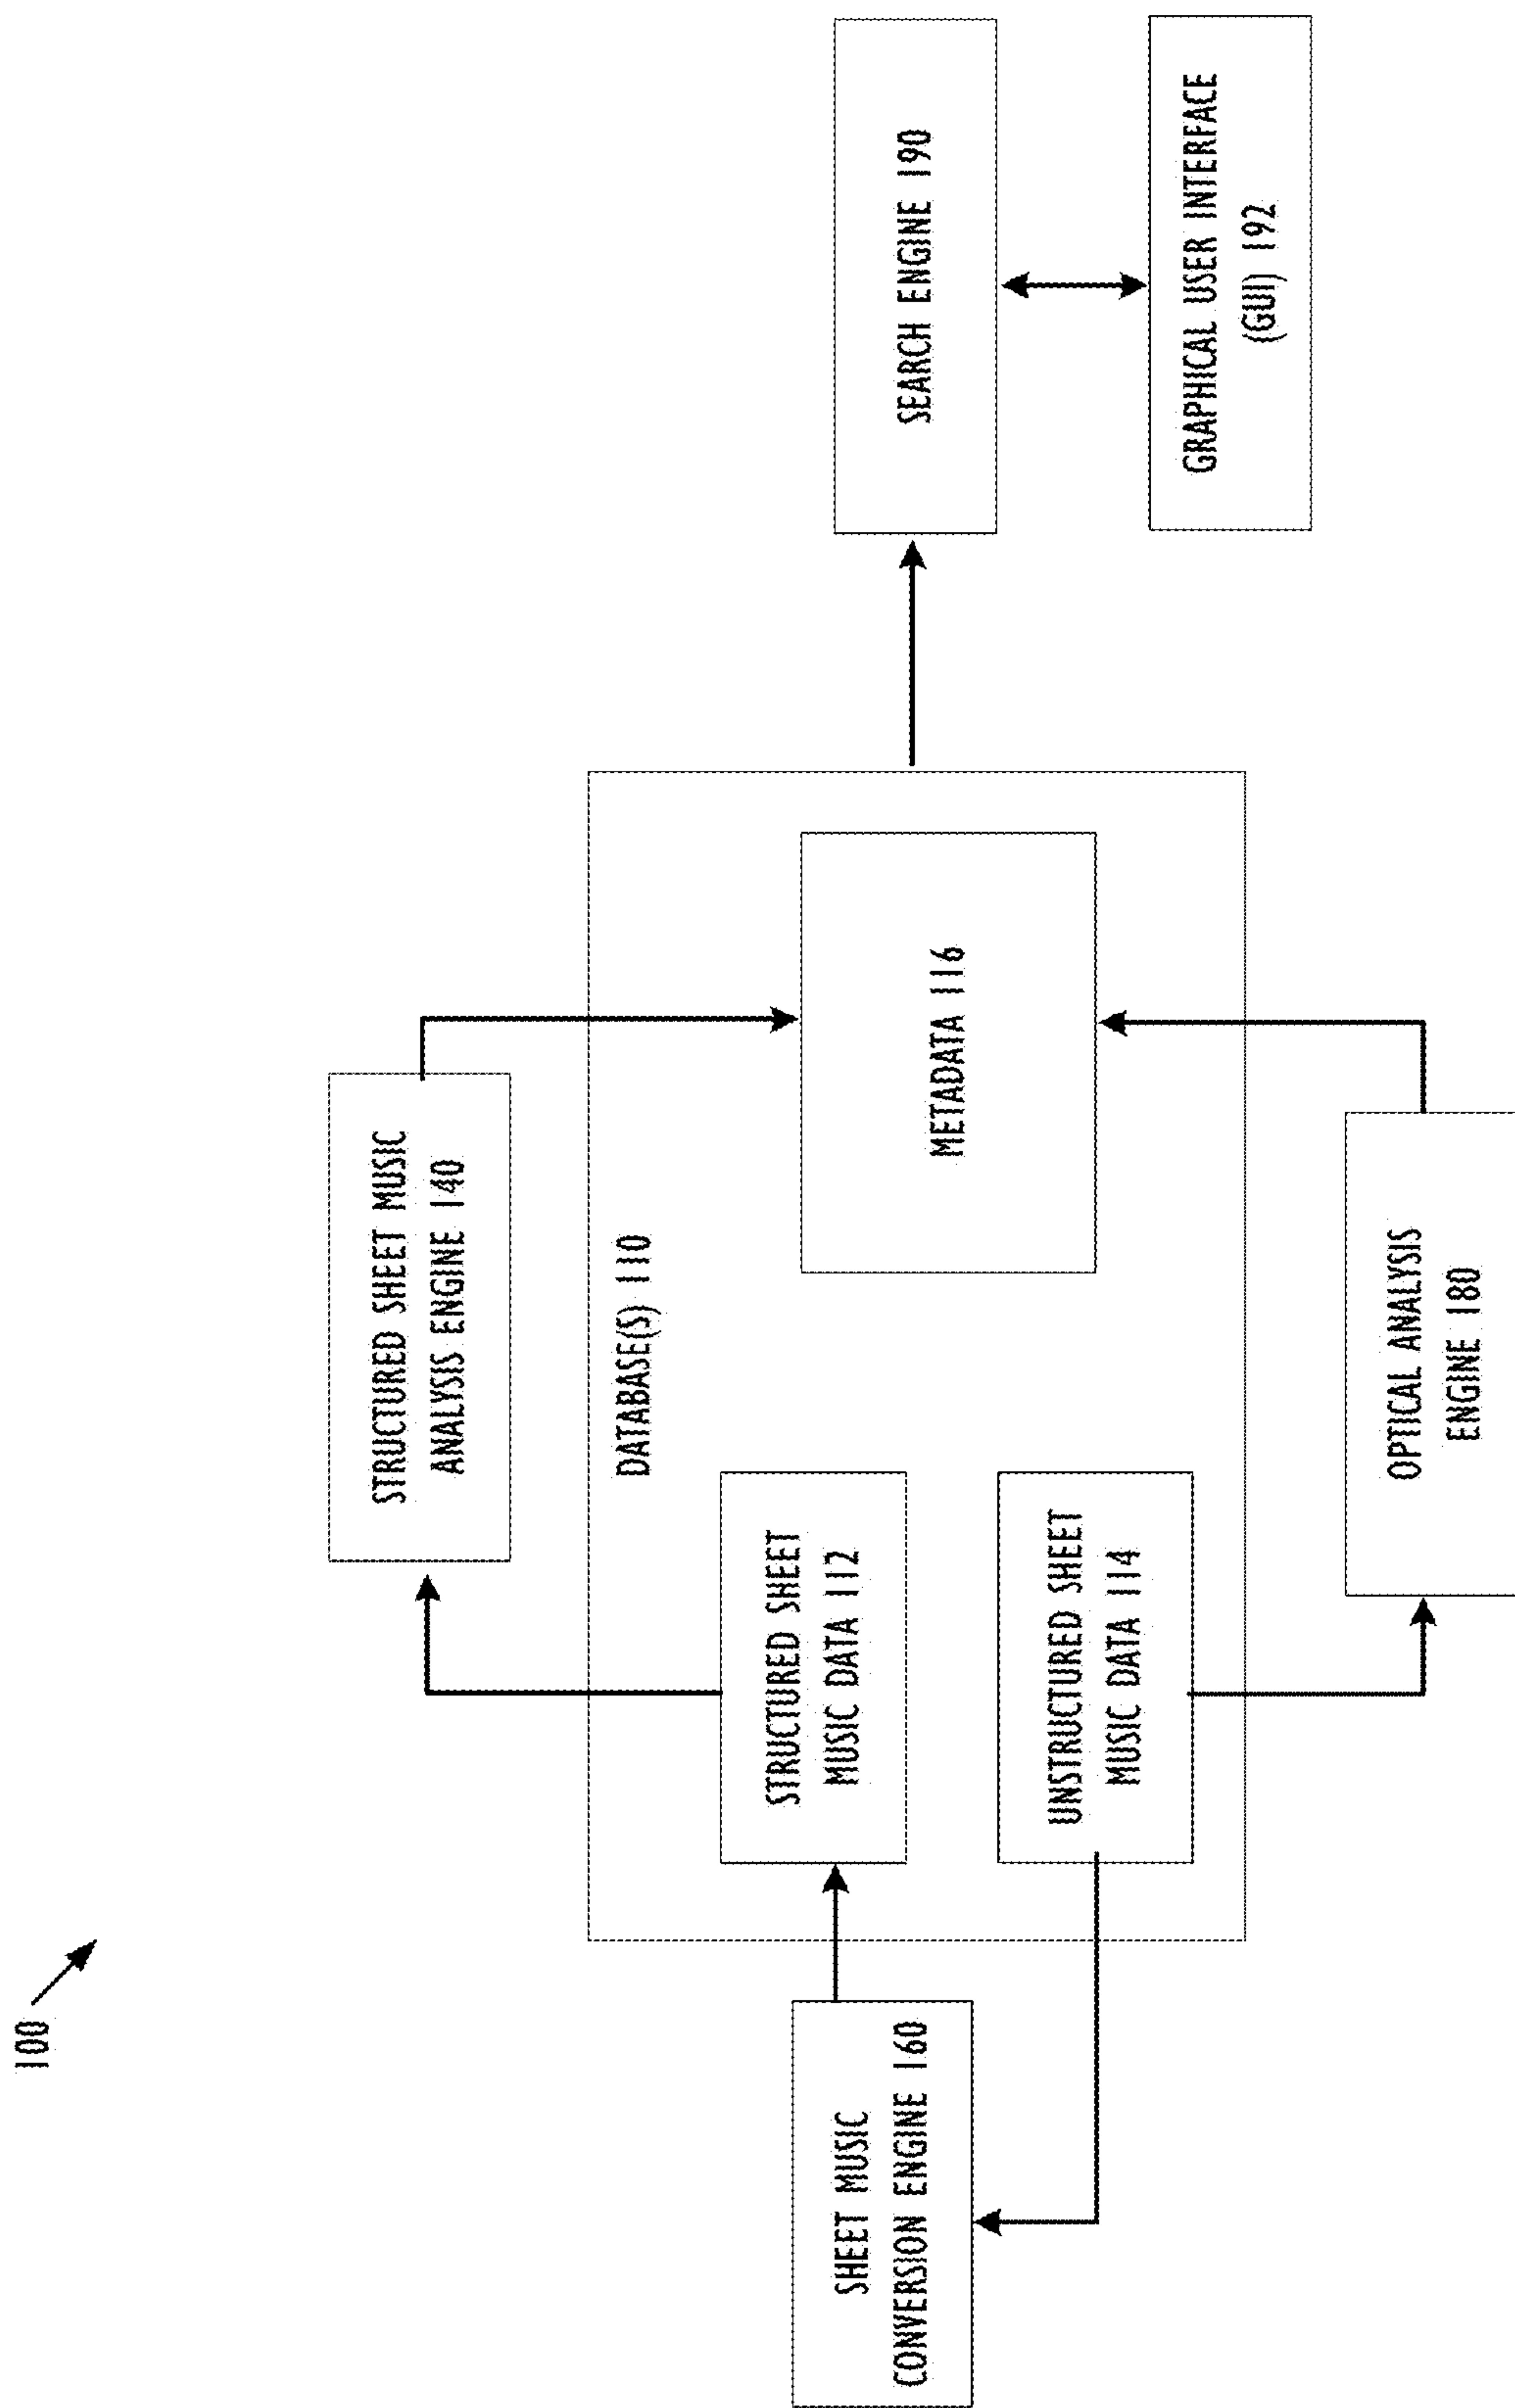 100
STRUCTURED SHEET MUSIC
ANALYSIS ENGINE 140
DATABASE(S) 110
SHEET MUSIC
CONVERSION ENGINE 160
STRUCTURED SHEET
MUSIC DATA 112
UNSTRUCTURED SHEET
MUSIC DATA 114
METADATA 116
SEARCH ENGINE 190
GRAPHICAL USER INTERFACE
(GUI) 192
OPTICAL ANALYSIS
ENGINE 180